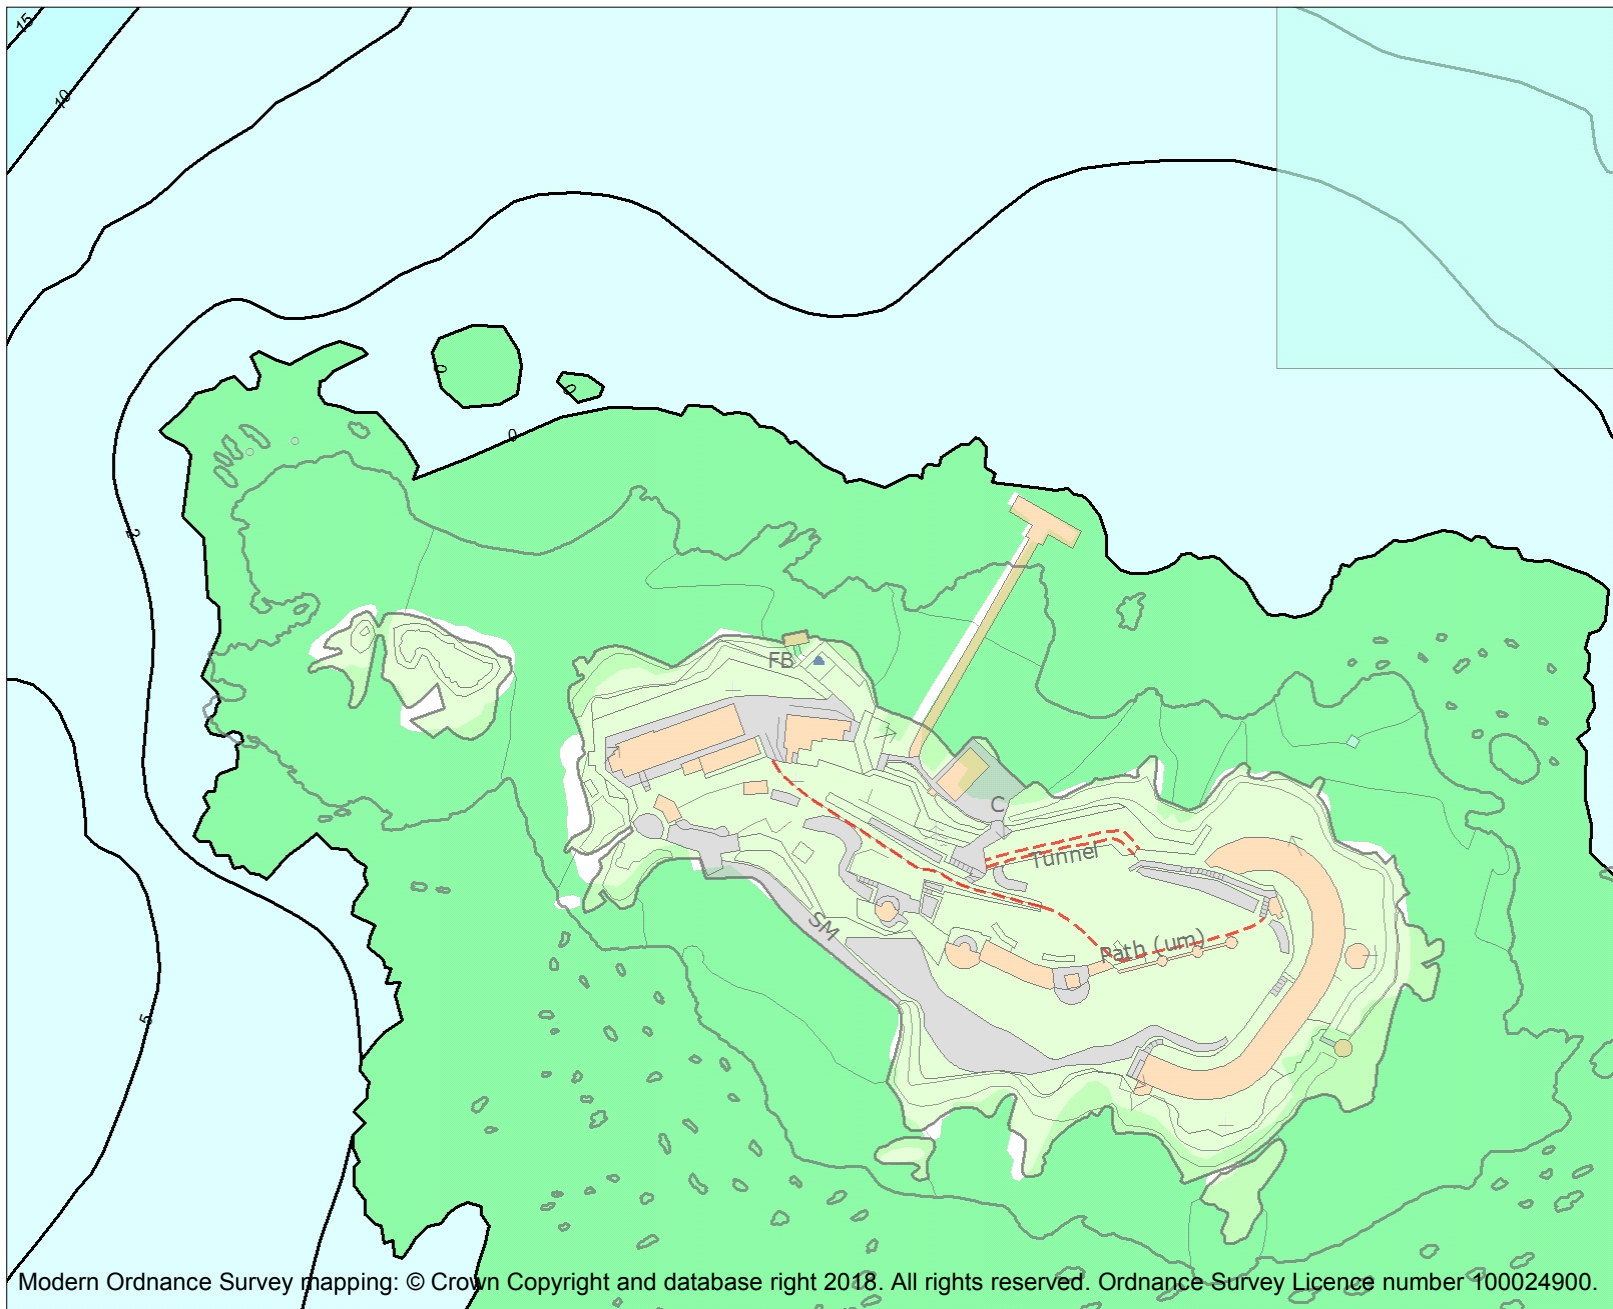 15
10
0
0
0
2
FB
C
Tunnel
SM
Path (um)
5
Modern Ordnance Survey mapping: © Crown Copyright and database right 2018. All rights reserved. Ordnance Survey Licence number 100024900.